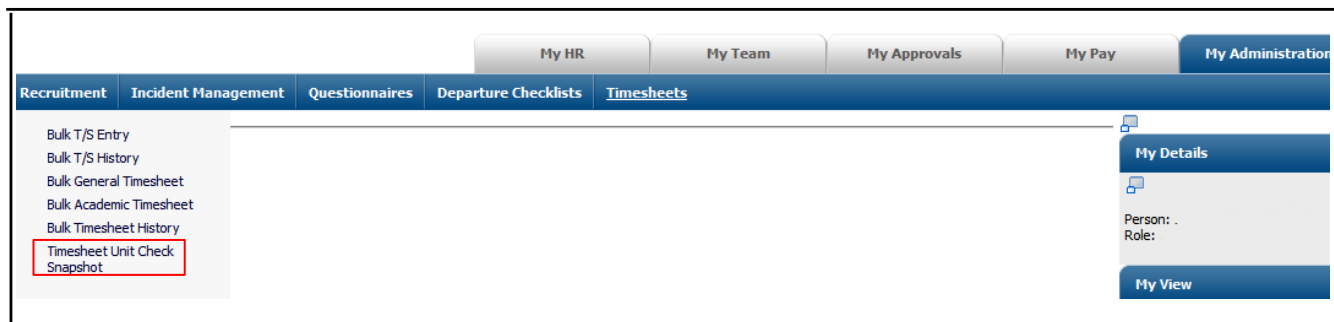 My HR My Team My Approvals My Pay My Administration
Recruitment Incident Management Questionnaires Departure Checklists Timesheets
Bulk T/S Entry
Bulk T/S History
Bulk General Timesheet
Bulk Academic Timesheet
Bulk Timesheet History
Timesheet Unit Check
Snapshot
My Details
Person: .
Role:
My View